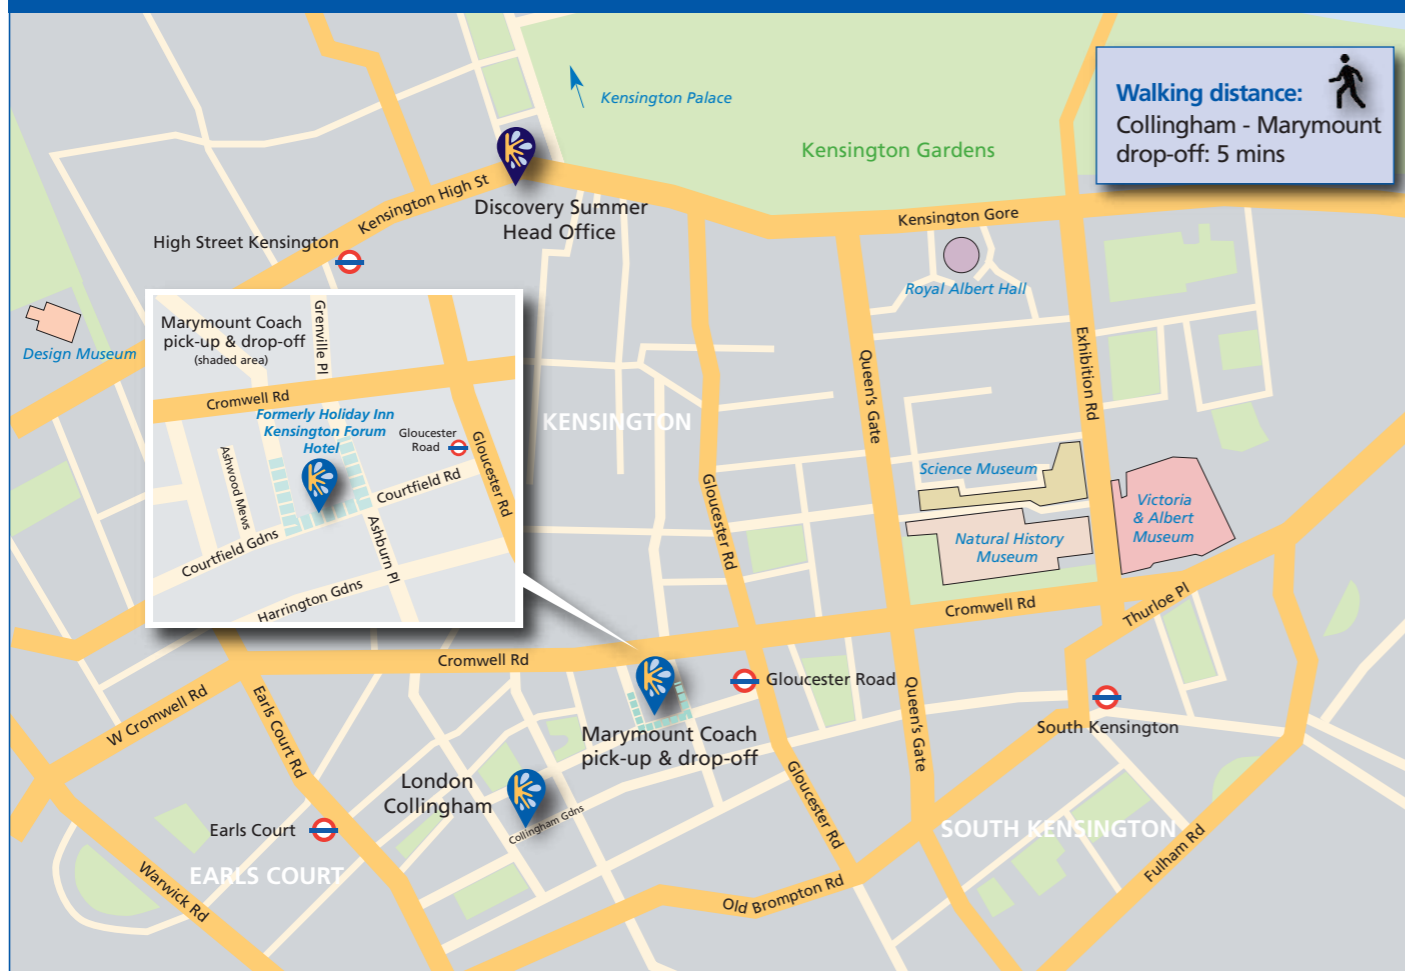 Kensington Palace
Walking distance:
Collingham - Marymount
drop-off: 5 mins
Kensington Gardens
Kensington High St
Discovery Summer
Head Office
Kensington Gore
High Street Kensington
Royal Albert Hall
Design Museum
Marymount Coach
pick-up & drop-off
(shaded area)
Grenville Pl
Cromwell Rd
Formerly Holiday Inn
Kensington Forum
Hotel
Gloucester
Road
Gloucester Rd
Ashwood Mews
Courtfield Rd
Courtfield Gdns
Ashburn Pl
Harrington Gdns
KENSINGTON
Queen's Gate
Exhibition Rd
Gloucester Rd
Science Museum
Victoria
& Albert
Museum
Natural History
Museum
Cromwell Rd
Thurloe Pl
Cromwell Rd
W Cromwell Rd
Earls Court Rd
Gloucester Road
Queen's Gate
South Kensington
Marymount Coach
pick-up & drop-off
London
Collingham
Collingham Gdns
Gloucester Rd
Earls Court
EARLS COURT
SOUTH KENSINGTON
Fulham Rd
Warwick Rd
Old Brompton Rd